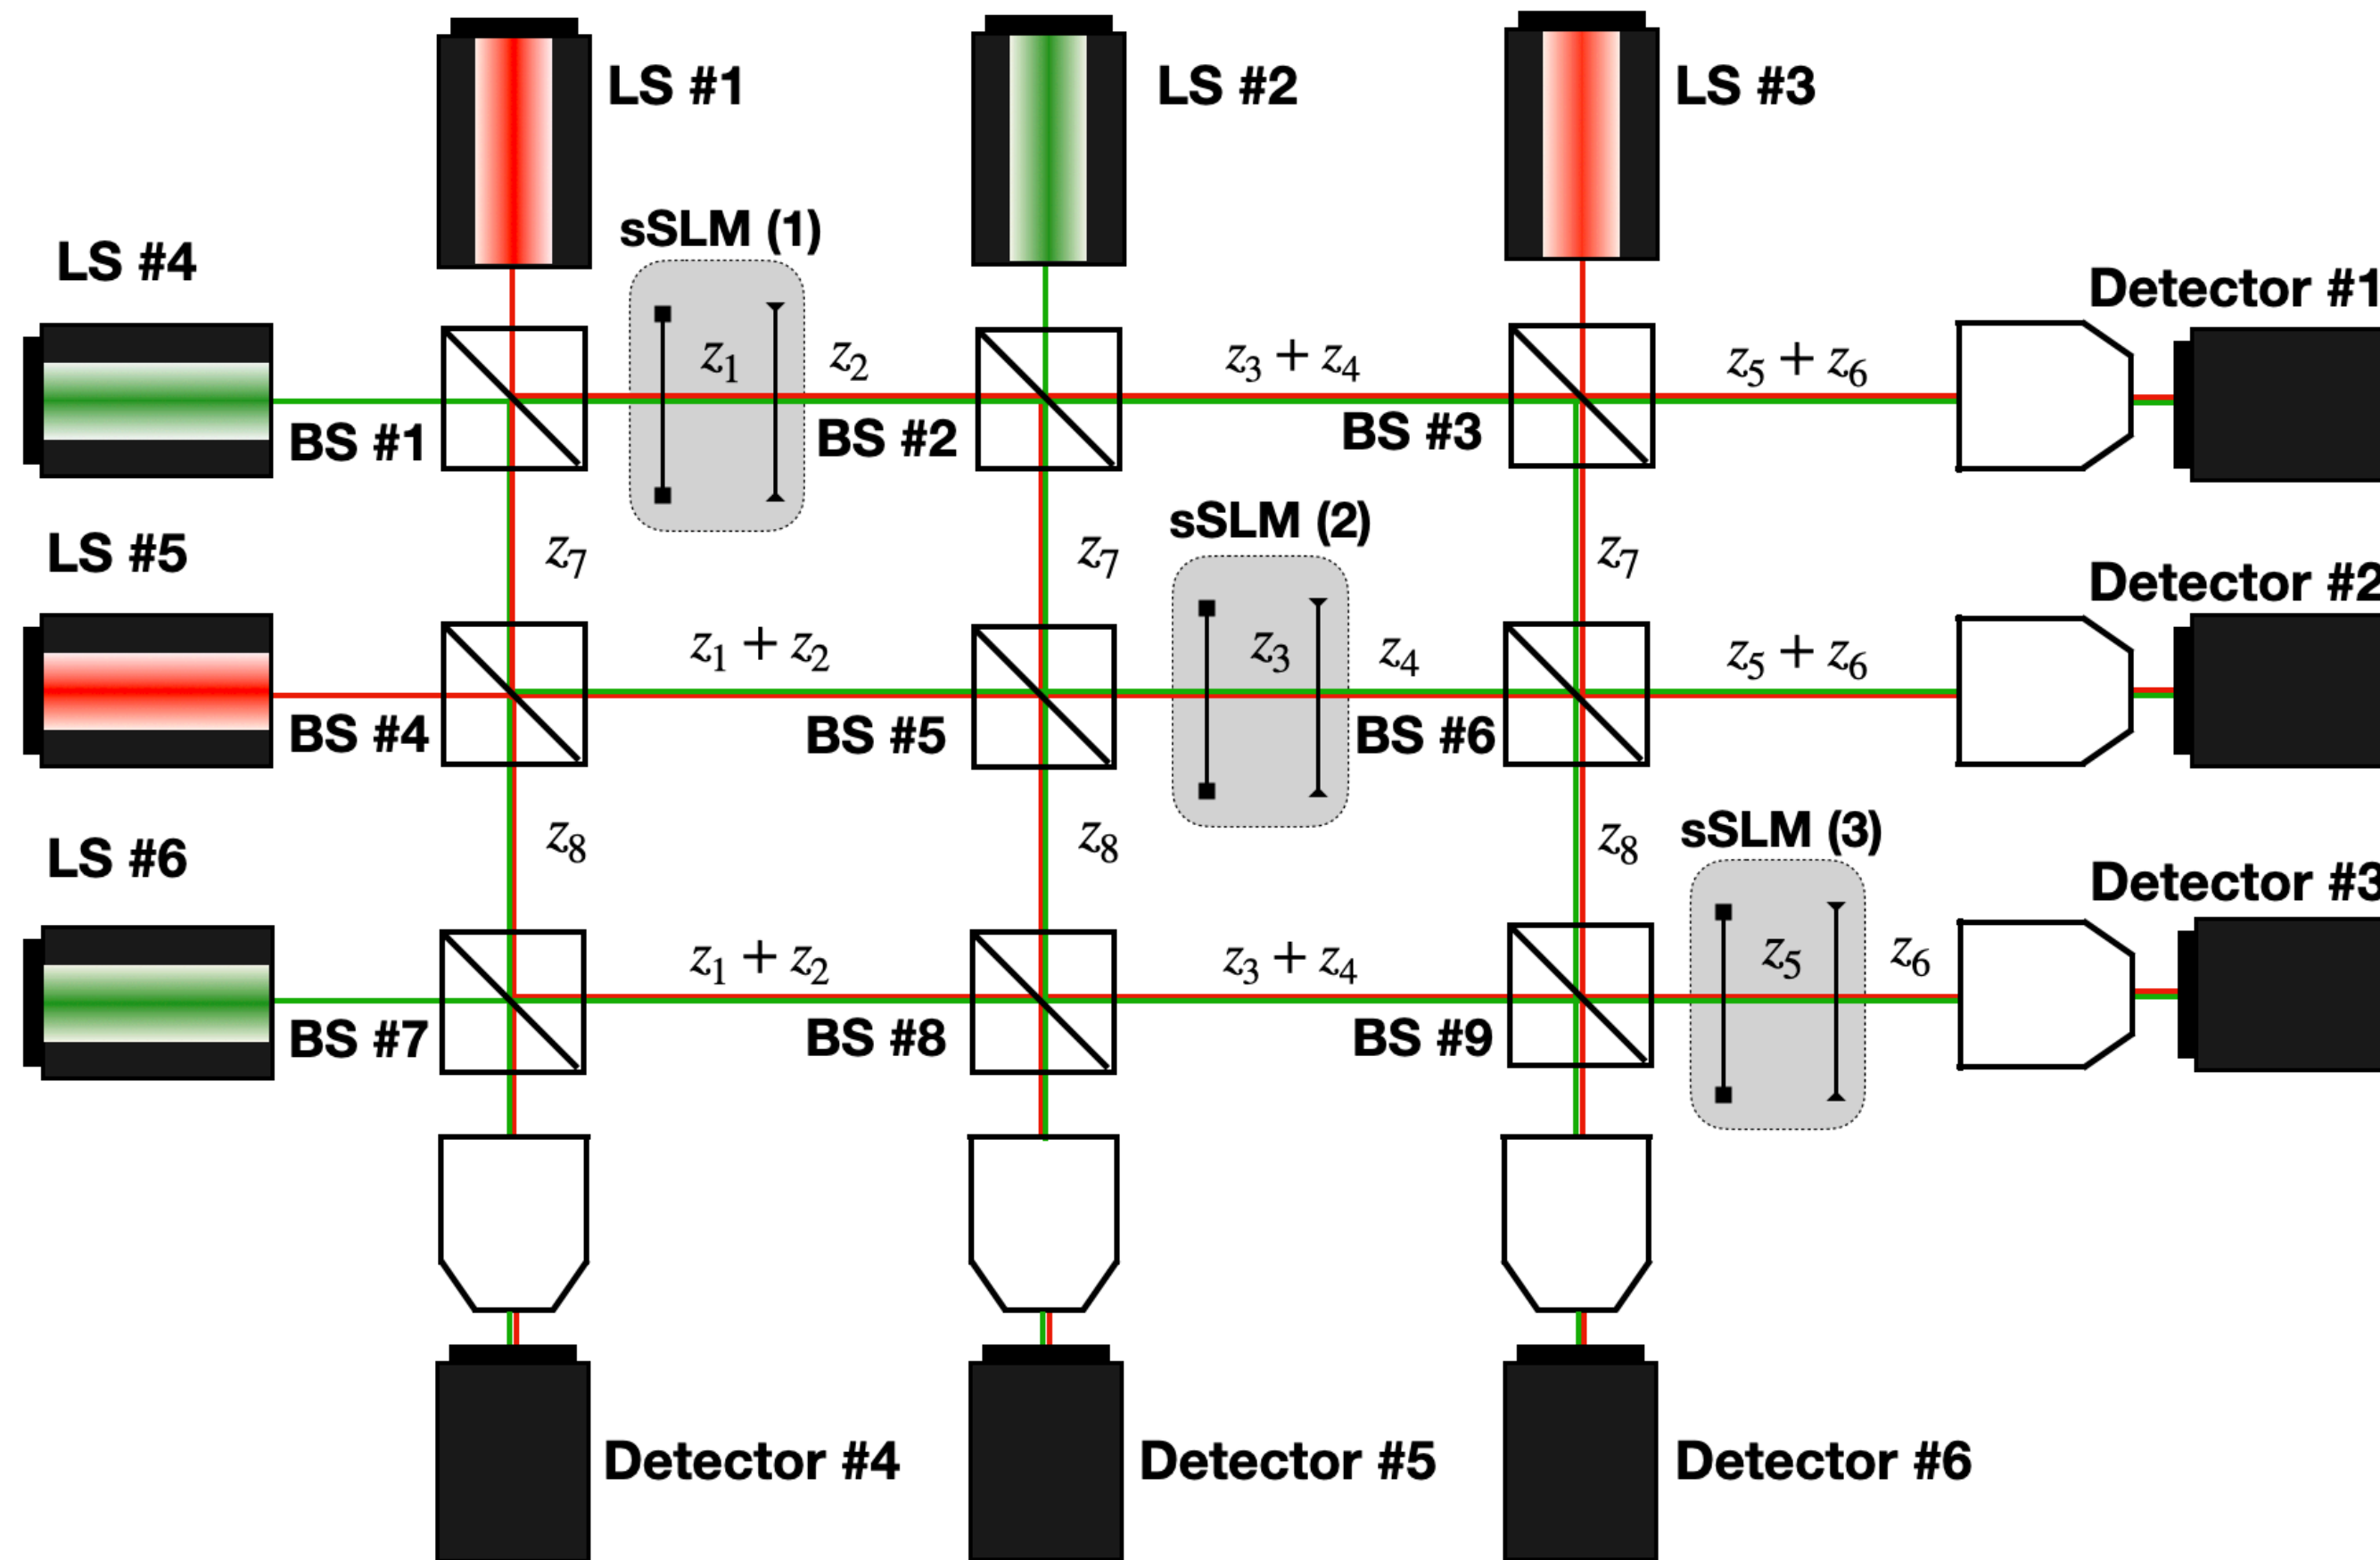 LS #1
LS #2
LS #3
sSLM (1)
LS #4
Detector #1
z₁
z₂
z₃ + z₄
z₅ + z₆
BS #1
BS #2
BS #3
sSLM (2)
LS #5
z₇
z₇
z₇
Detector #2
z₁ + z₂
z₃
z₄
z₅ + z₆
BS #4
BS #5
BS #6
sSLM (3)
LS #6
z₈
z₈
z₈
Detector #3
z₁ + z₂
z₃ + z₄
z₅
z₆
BS #7
BS #8
BS #9
Detector #4
Detector #5
Detector #6